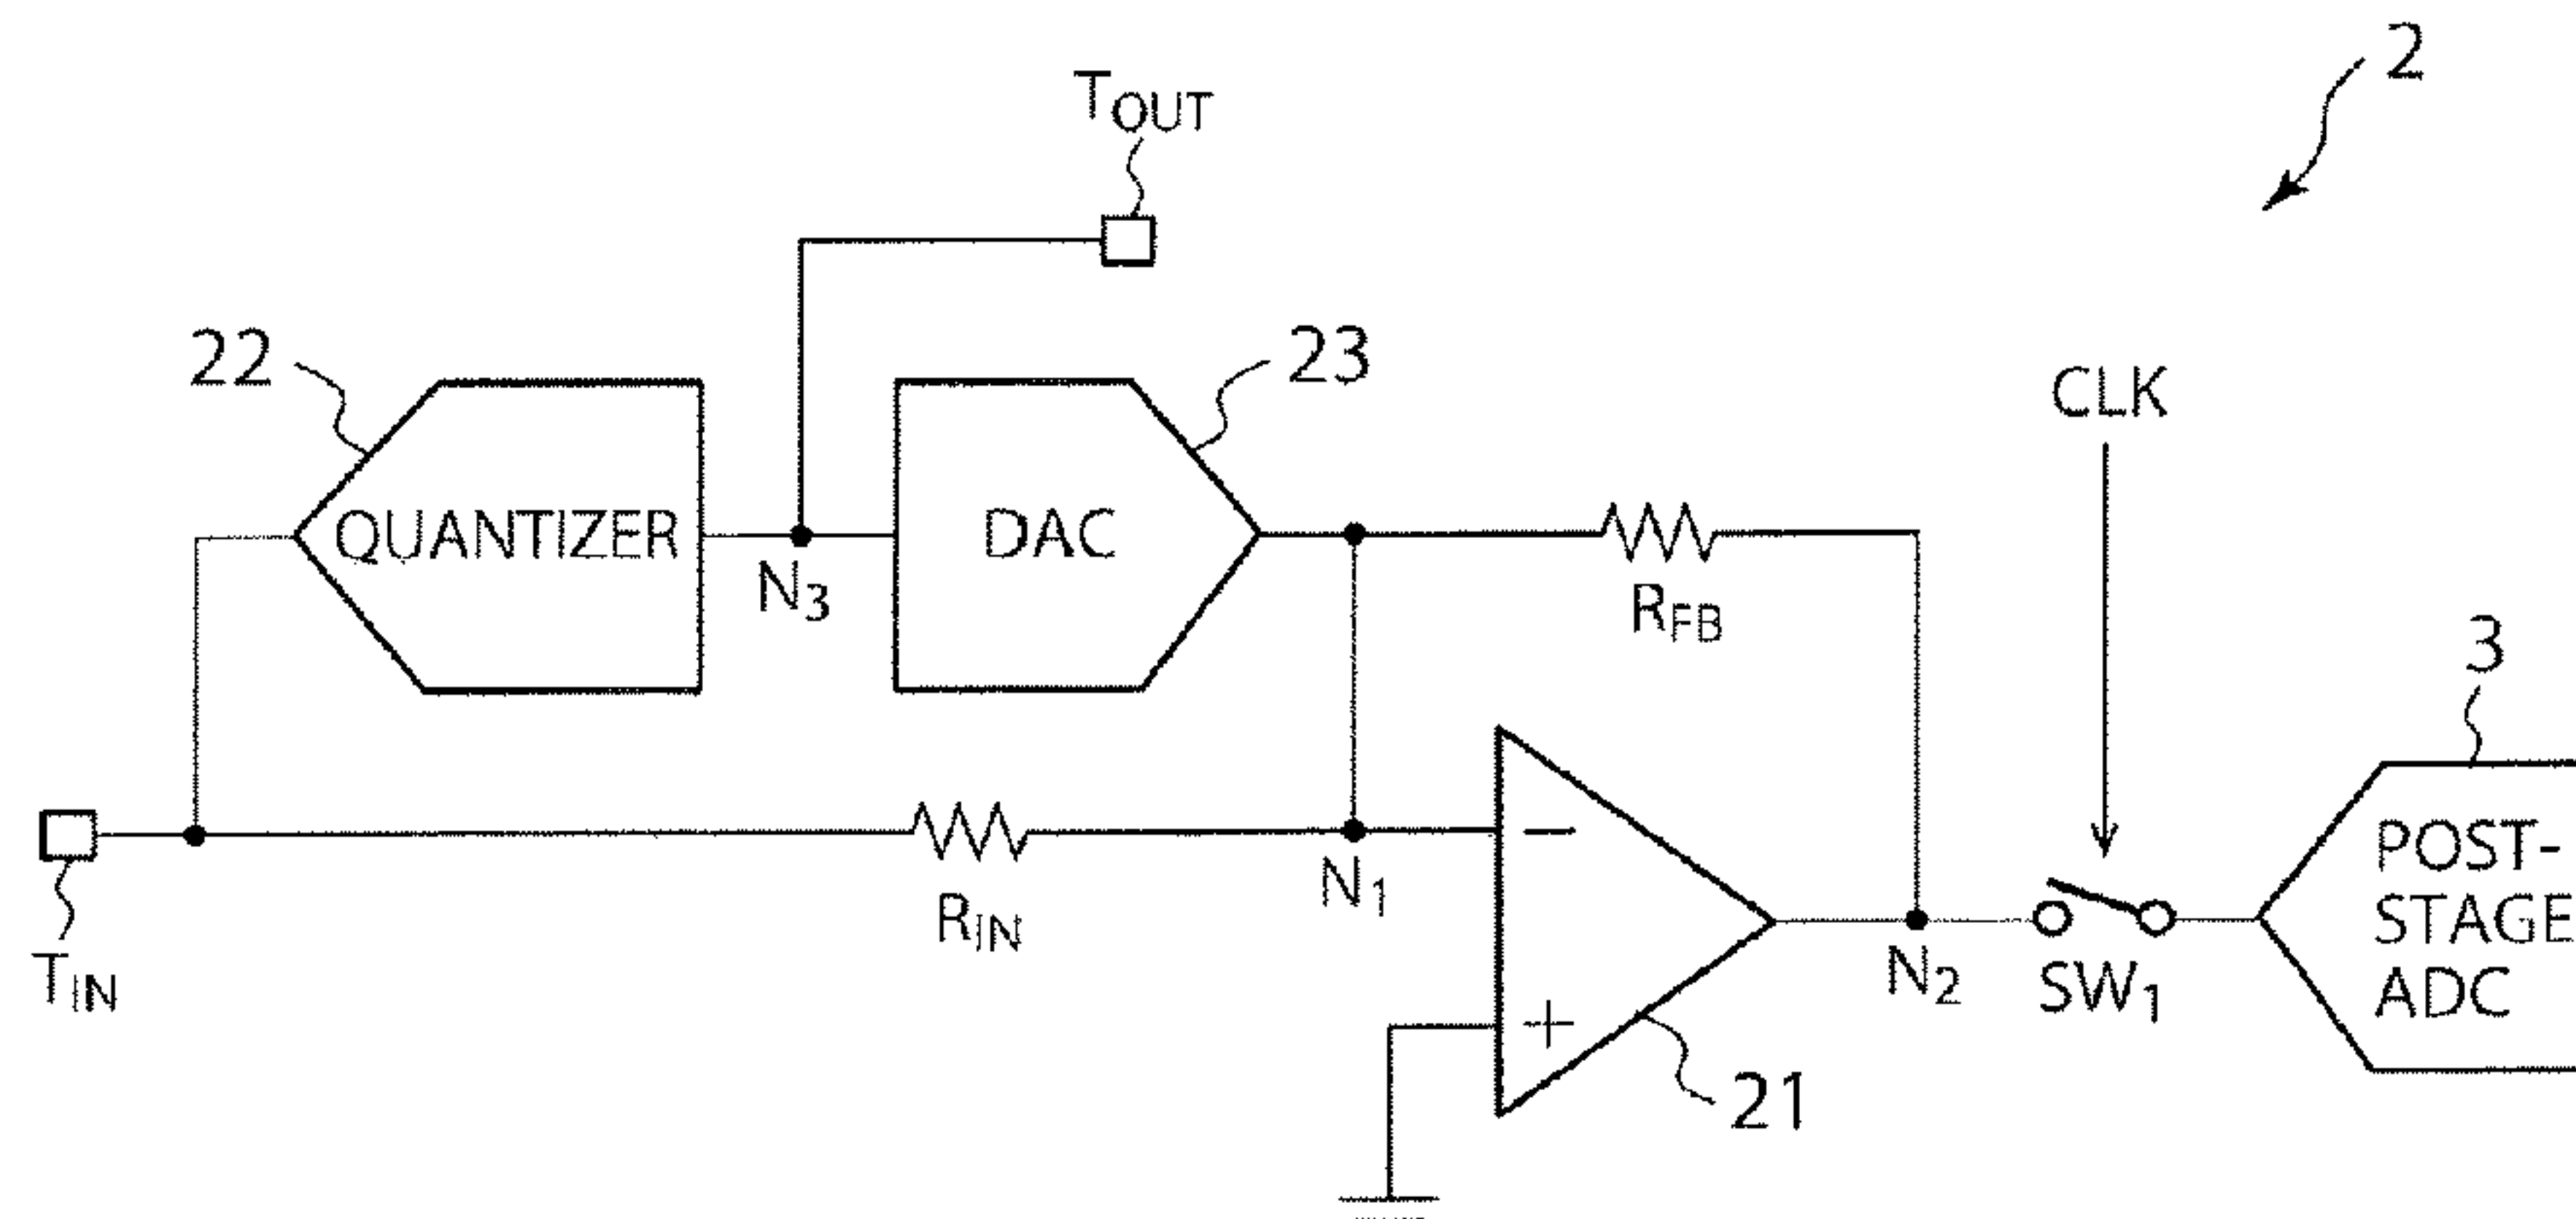 2
TOUT
22
23
CLK
QUANTIZER
DAC
N3
RFB
3
POST-
STAGE
ADC
RIN
N1
−
+
TIN
N2
SW1
21